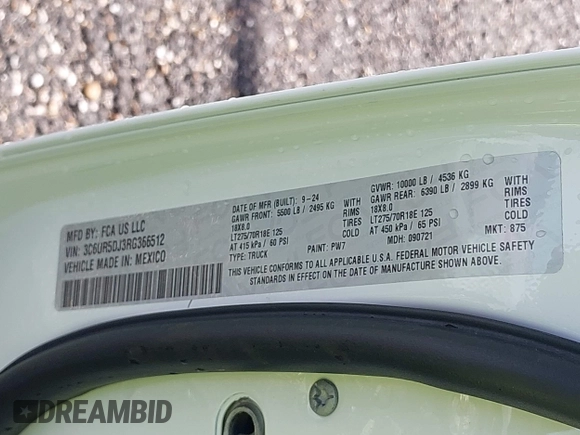 MFD BY: FCA US LLC
VIN: 3C6UR5DJ3RG366512
VEHICLE MADE IN: MEXICO
DATE OF MFR (BUILT): 9-24
GAWR FRONT: 5500 LB / 2495 KG WITH
18X8.0 RIMS
LT275/70R18E 125
AT 415 kPa / 60 PSI COLD
TYPE: TRUCK PAINT: PW7
GVWR: 10000 LB / 4536 KG
GAWR REAR: 6390 LB / 2899 KG WITH
18X8.0 RIMS
LT275/70R18E 125
AT 450 kPa / 65 PSI COLD
MDH: 090721 MKT: 875
THIS VEHICLE CONFORMS TO ALL APPLICABLE U.S.A. FEDERAL MOTOR VEHICLE SAFETY
STANDARDS IN EFFECT ON THE DATE OF MANUFACTURE SHOWN ABOVE.
DREAMBID